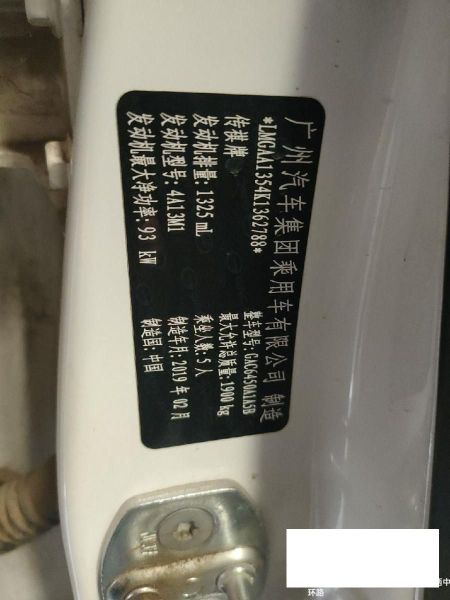 广州汽车集团乘用车有限公司 制造
*LMGAA1354K1362788*
传祺牌 整车型号: GAC6450A1A5B
发动机排量: 1325 mL 最大允许总质量: 1900 kg
发动机型号: 4A13M1 乘坐人数: 5 人
发动机最大净功率: 93 kW 制造年月: 2019 年 02 月
制造国: 中国
环路